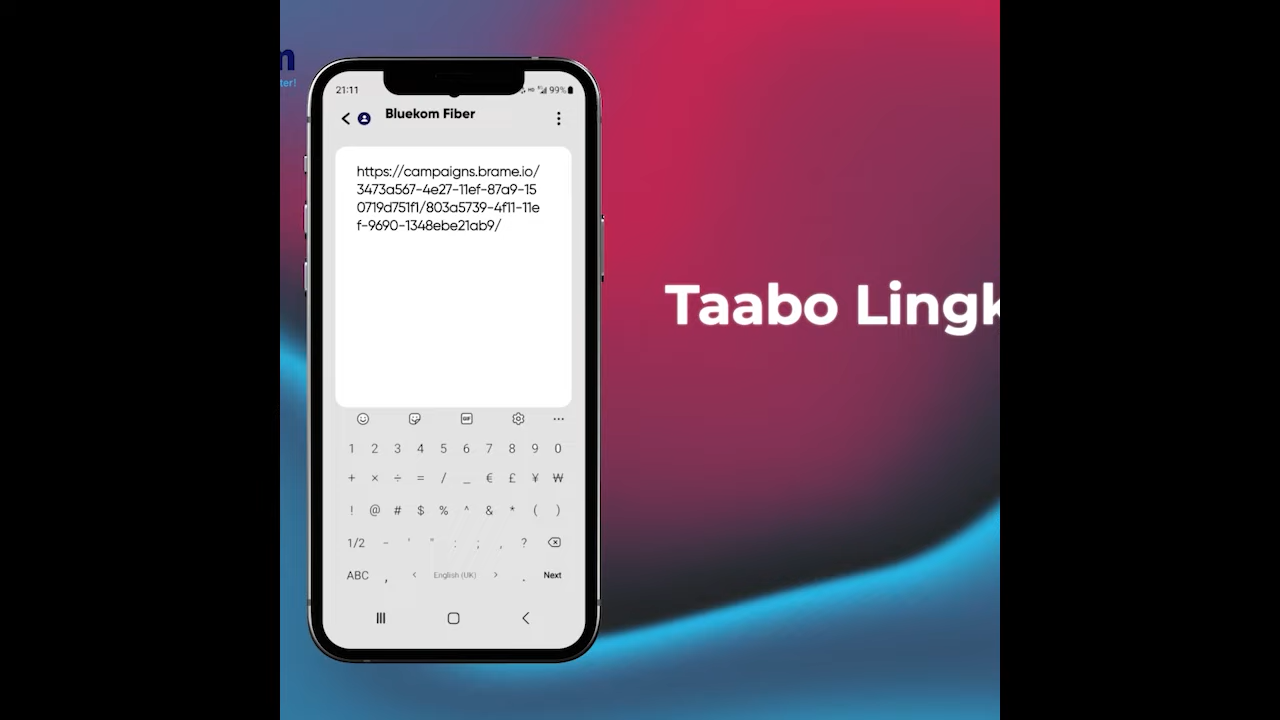 ter!
21:11
99%
Bluekom Fiber
https://campaigns.brame.io/
3473a567-4e27-11ef-87a9-15
0719d751f1/803a5739-4f11-11e
f-9690-1348ebe21ab9/
Taabo Lingk
GIF
1 2 3 4 5 6 7 8 9 0
+ × ÷ = / _ € £ ¥ ₩
! @ # $ % ^ & * ( )
1/2 - ' " : ; , ?
ABC , < English (UK) > . Next